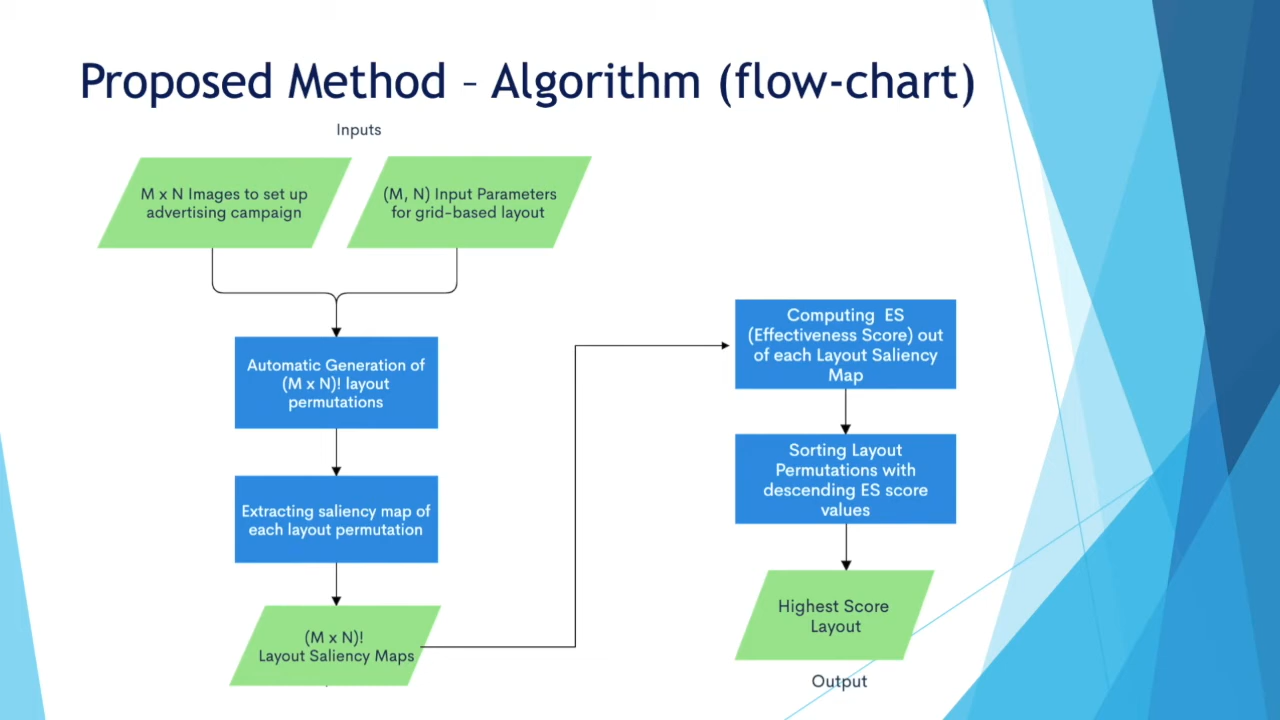 Proposed Method – Algorithm (flow-chart)
Inputs
M x N Images to set up
advertising campaign
(M, N) Input Parameters
for grid-based layout
Automatic Generation of
(M x N)! layout
permutations
Extracting saliency map of
each layout permutation
(M x N)!
Layout Saliency Maps
Computing ES
(Effectiveness Score) out
of each Layout Saliency
Map
Sorting Layout
Permutations with
descending ES score
values
Highest Score
Layout
Output